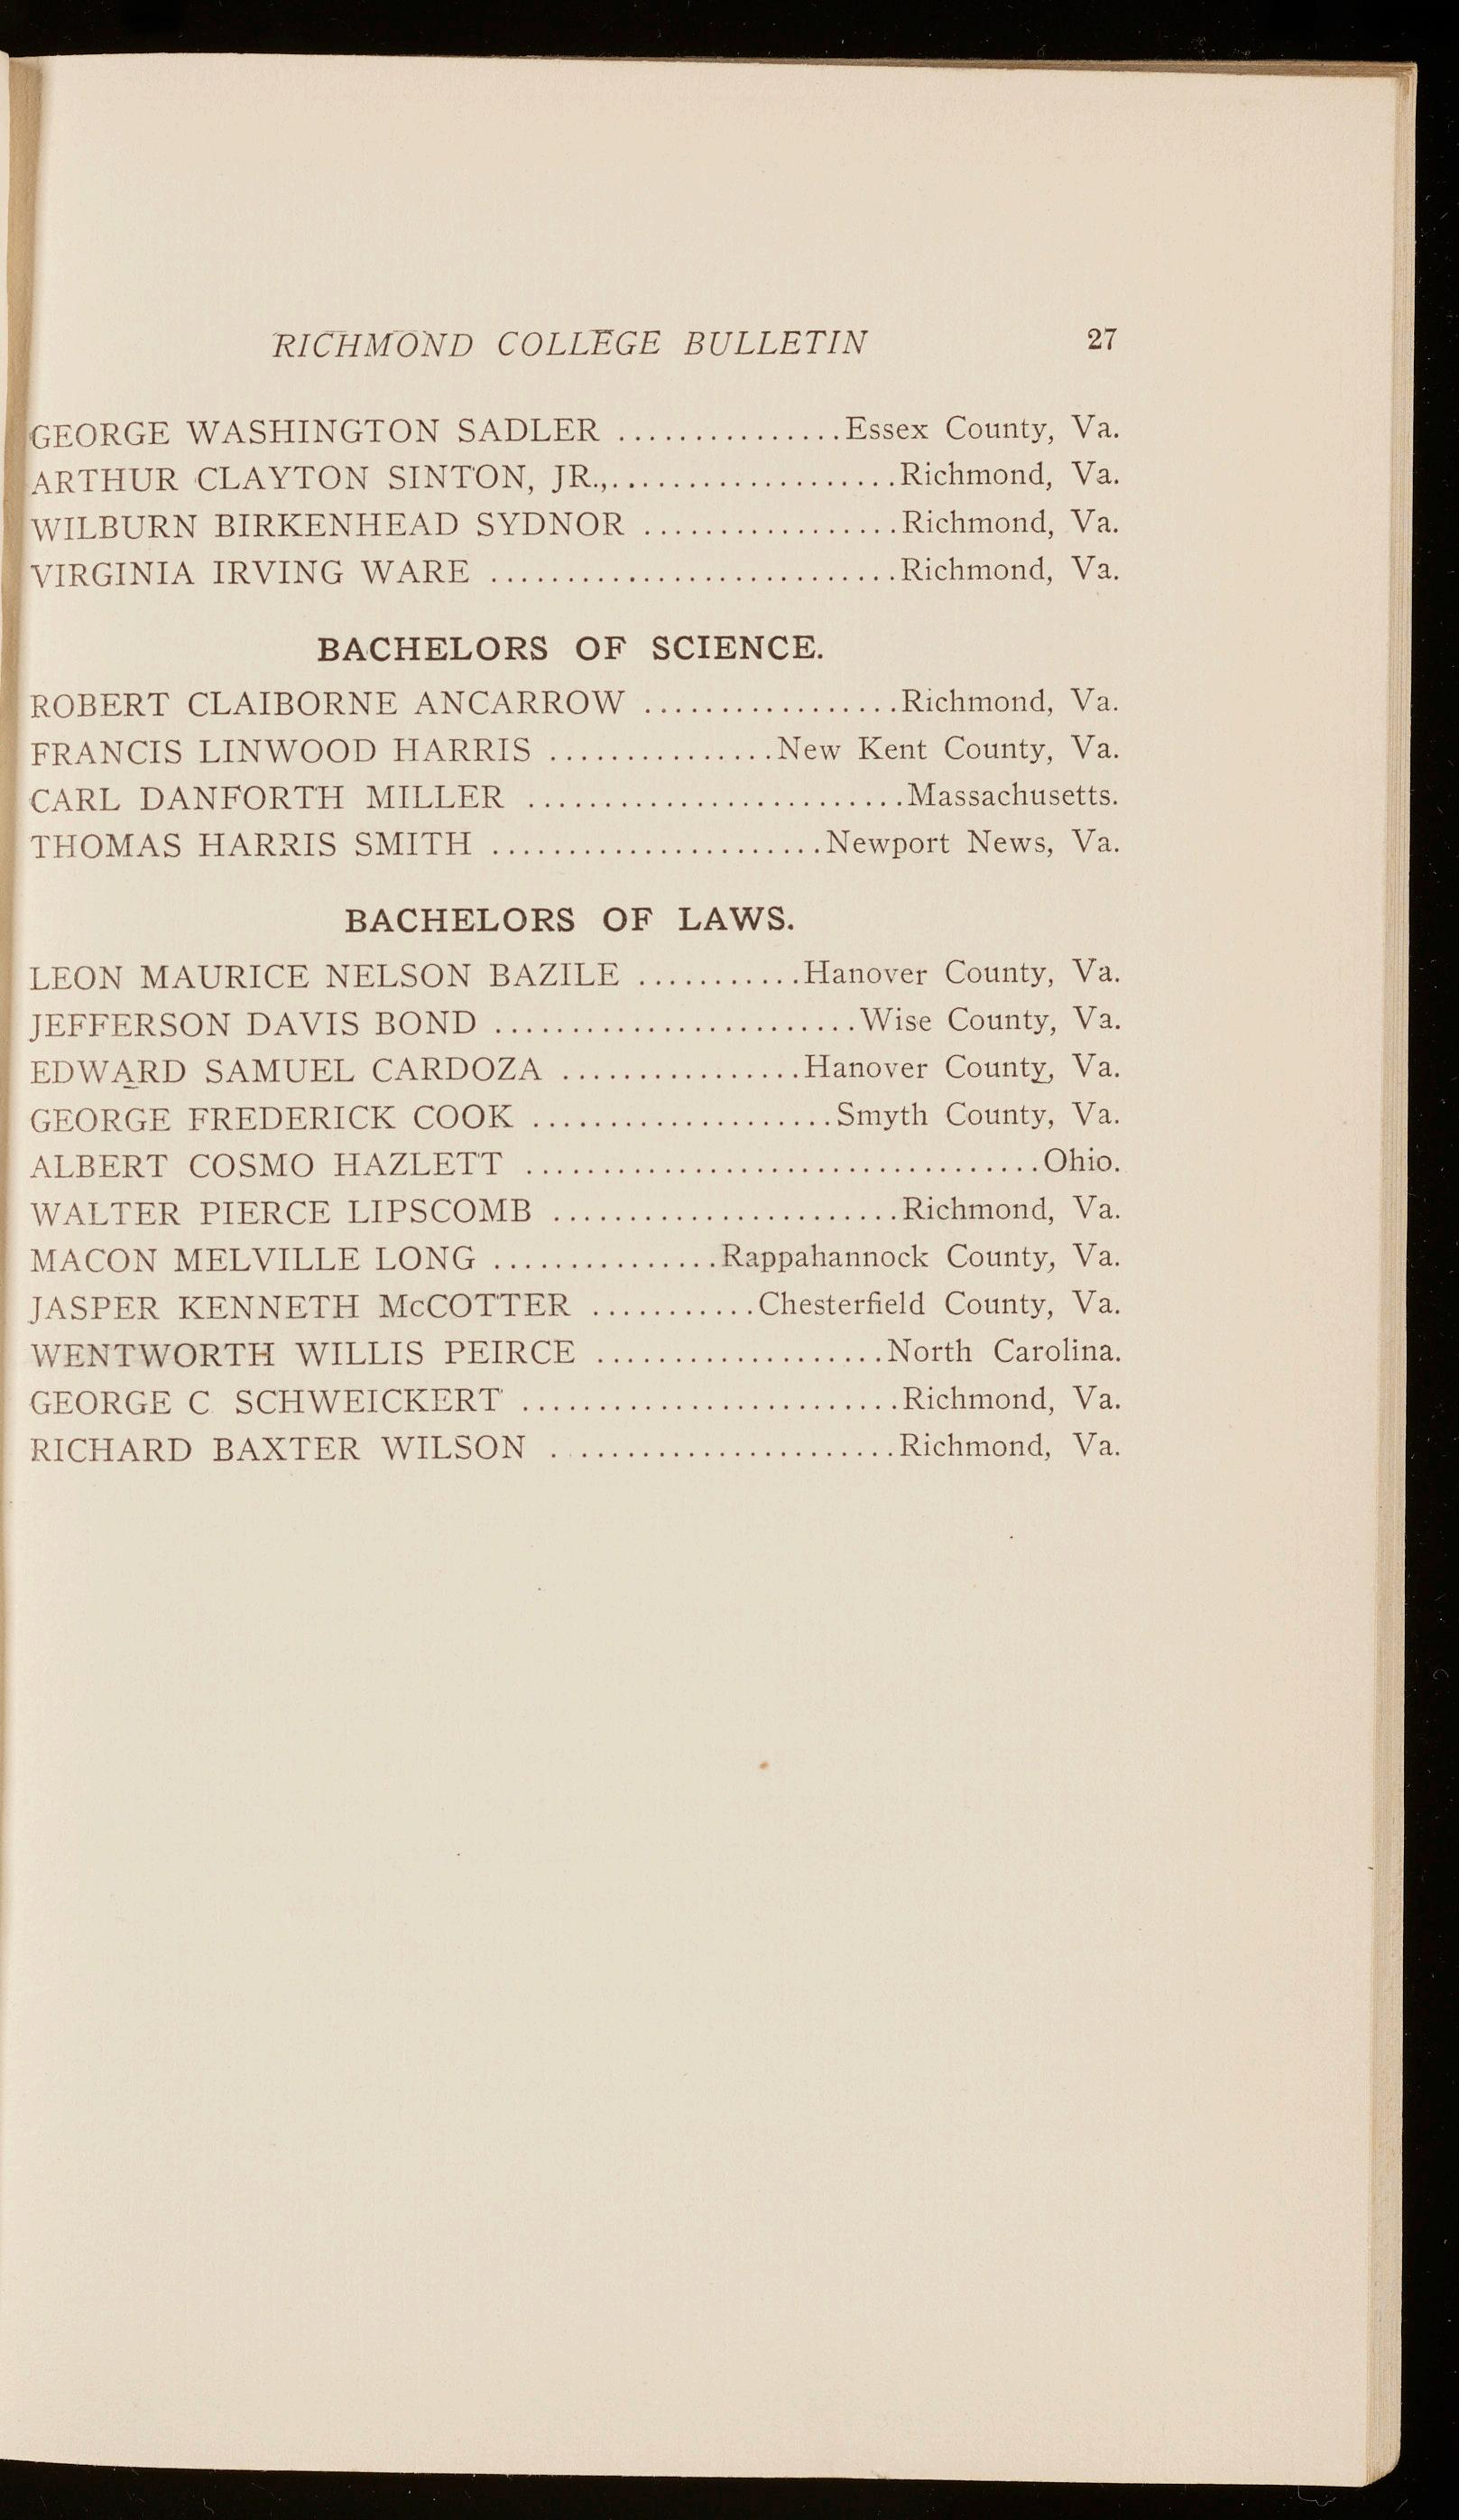 RICHMOND COLLEGE BULLETIN 27
GEORGE WASHINGTON SADLER ...............Essex County, Va.
ARTHUR CLAYTON SINTON, JR.,...................Richmond, Va.
WILBURN BIRKENHEAD SYDNOR .................Richmond, Va.
VIRGINIA IRVING WARE ...........................Richmond, Va.
BACHELORS OF SCIENCE.
ROBERT CLAIBORNE ANCARROW .................Richmond, Va.
FRANCIS LINWOOD HARRIS ...............New Kent County, Va.
CARL DANFORTH MILLER .........................Massachusetts.
THOMAS HARRIS SMITH ......................Newport News, Va.
BACHELORS OF LAWS.
LEON MAURICE NELSON BAZILE ...........Hanover County, Va.
JEFFERSON DAVIS BOND ........................Wise County, Va.
EDWARD SAMUEL CARDOZA ................Hanover County, Va.
GEORGE FREDERICK COOK ....................Smyth County, Va.
ALBERT COSMO HAZLETT ..................................Ohio.
WALTER PIERCE LIPSCOMB .......................Richmond, Va.
MACON MELVILLE LONG ...............Rappahannock County, Va.
JASPER KENNETH McCOTTER ...........Chesterfield County, Va.
WENTWORTH WILLIS PEIRCE ...................North Carolina.
GEORGE C SCHWEICKERT .........................Richmond, Va.
RICHARD BAXTER WILSON .......................Richmond, Va.